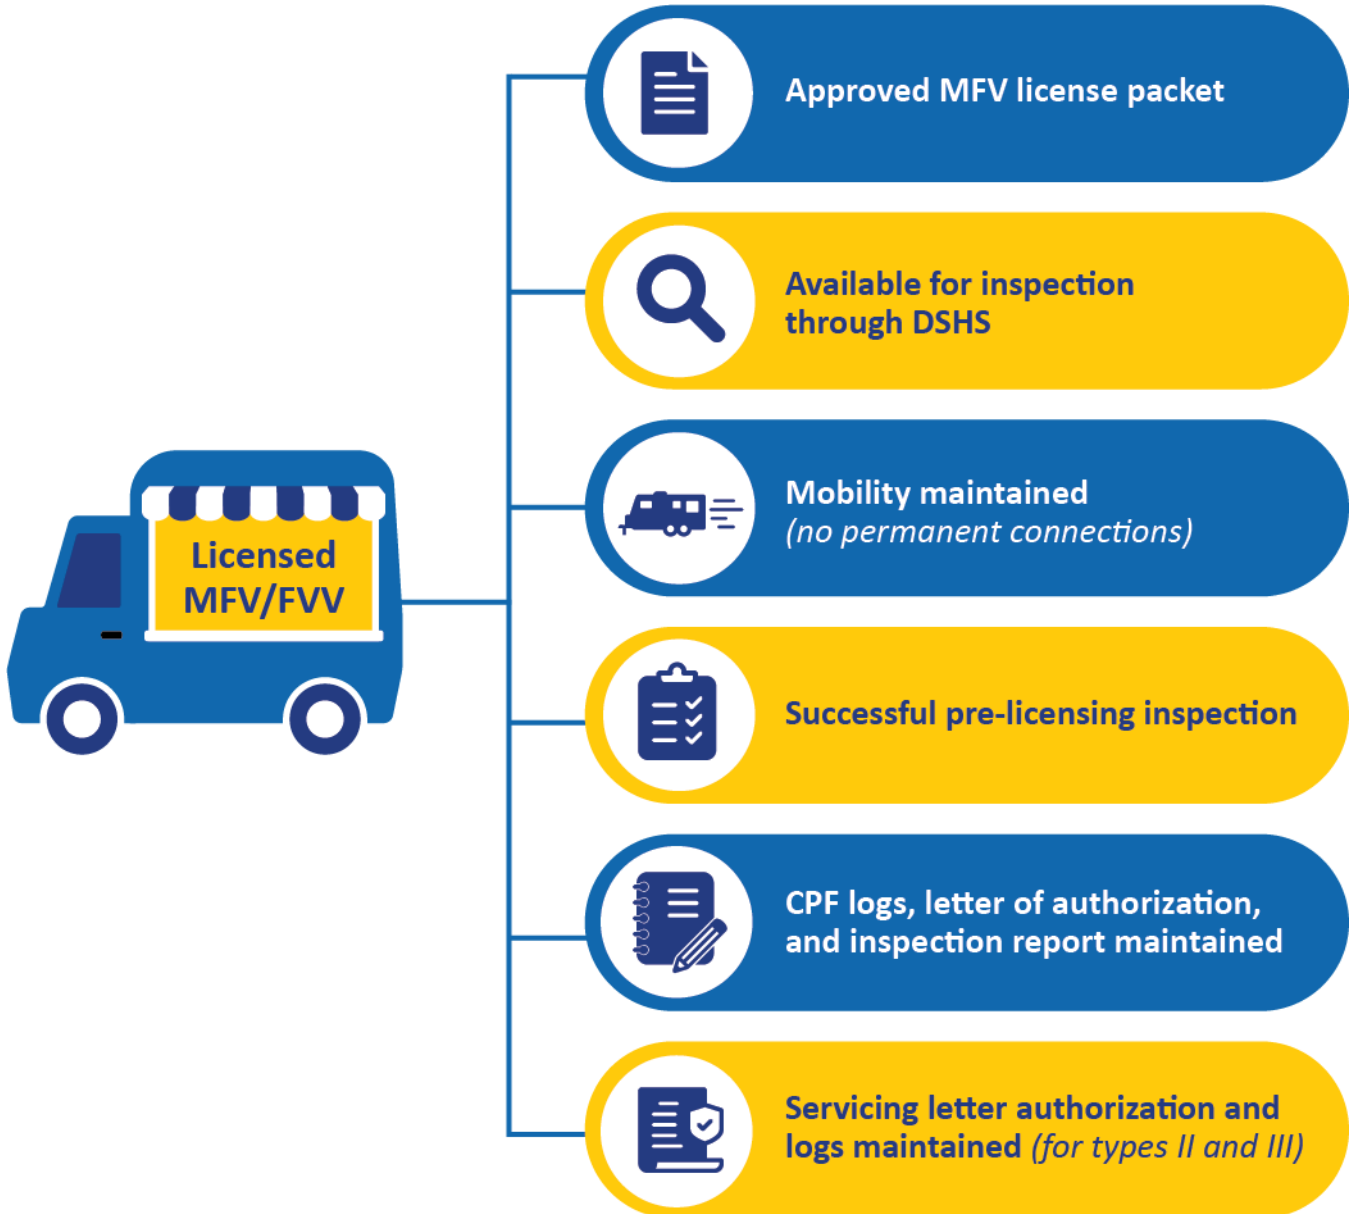 Approved MFV license packet
Available for inspection
through DSHS
Mobility maintained
(no permanent connections)
Licensed
MFV/FVV
Successful pre-licensing inspection
CPF logs, letter of authorization,
and inspection report maintained
Servicing letter authorization and
logs maintained (for types II and III)